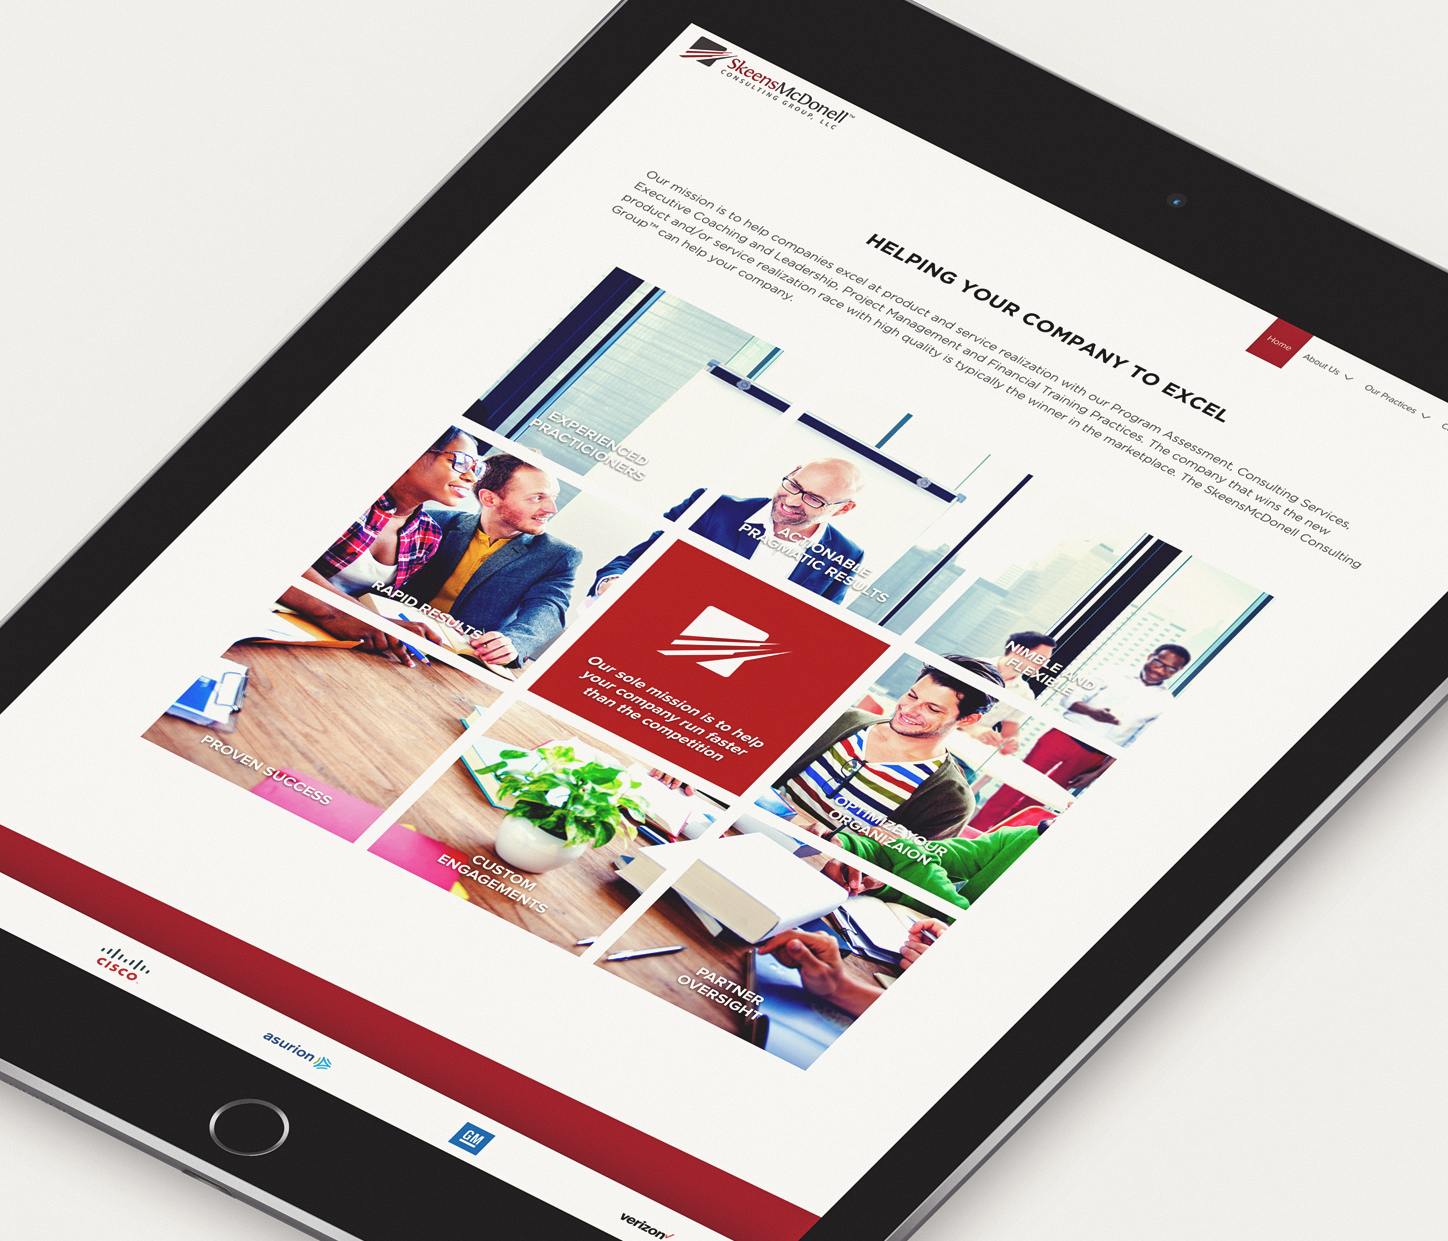 SkeensMcDonell™
CONSULTING GROUP, LLC
Home
About Us
Our Practices
HELPING YOUR COMPANY TO EXCEL
Our mission is to help companies excel at product and service realization with our Program Assessment, Consulting Services,
Executive Coaching and Leadership, Project Management and Financial Training Practices. The company that wins the new
product and/or service realization race with high quality is typically the winner in the marketplace. The SkeensMcDonell Consulting
Group™ can help your company.
EXPERIENCED
PRACTICIONERS
ACTIONABLE
PRAGMATIC RESULTS
NIMBLE AND
FLEXIBLE
RAPID RESULTS
Our sole mission is to help
your company run faster
than the competition
OPTIMIZE YOUR
ORGANIZAION
PROVEN SUCCESS
CUSTOM
ENGAGEMENTS
PARTNER
OVERSIGHT
CISCO
asurion
GM
verizon